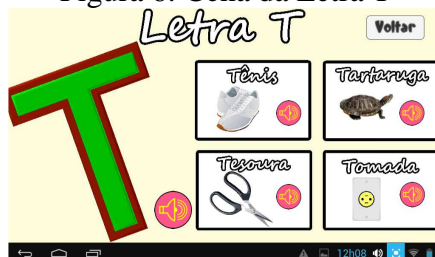 Letra T
Voltar
T
Tênis
Tartaruga
Tesoura
Tomada
12h08